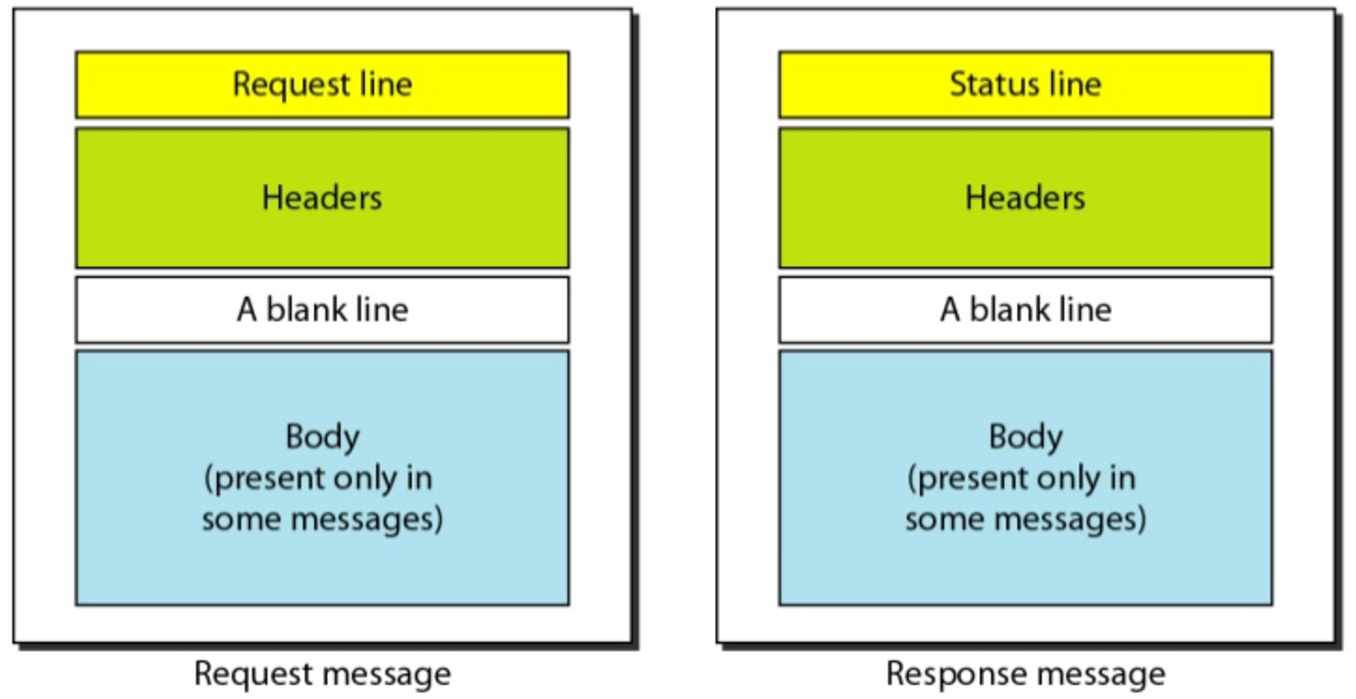 Request line
Headers
A blank line
Body
(present only in
some messages)
Request message
Status line
Headers
A blank line
Body
(present only in
some messages)
Response message